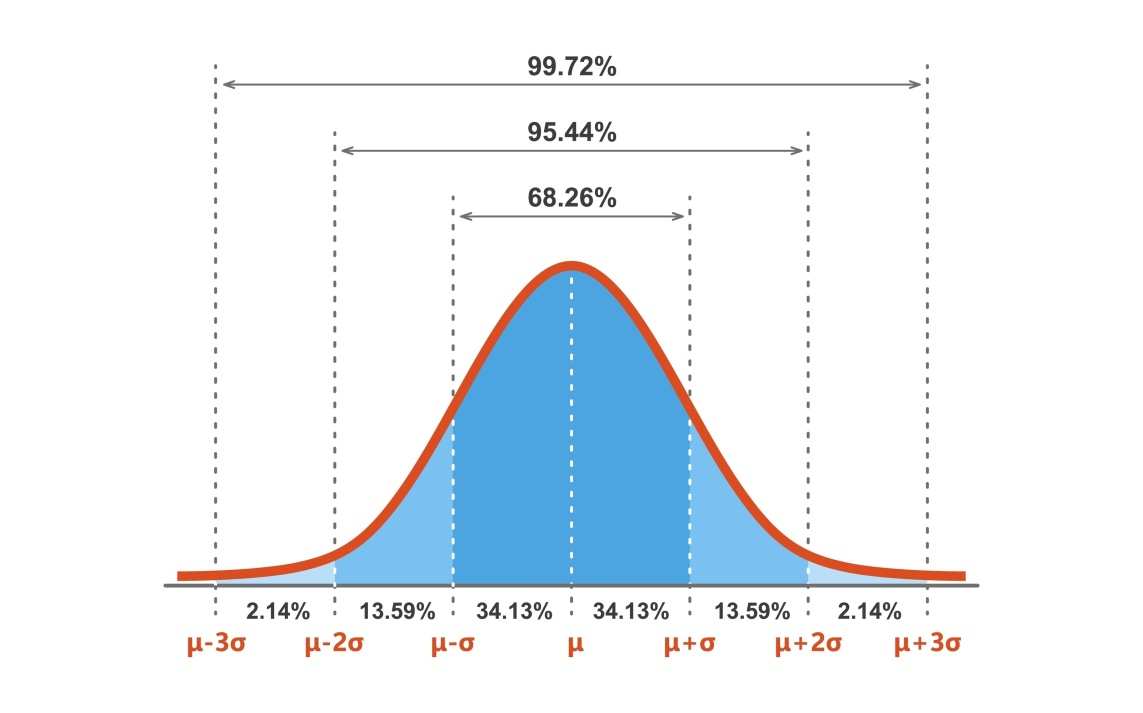 99.72%
95.44%
68.26%
2.14% 13.59% 34.13% 34.13% 13.59% 2.14%
μ-3σ μ-2σ μ-σ μ μ+σ μ+2σ μ+3σ